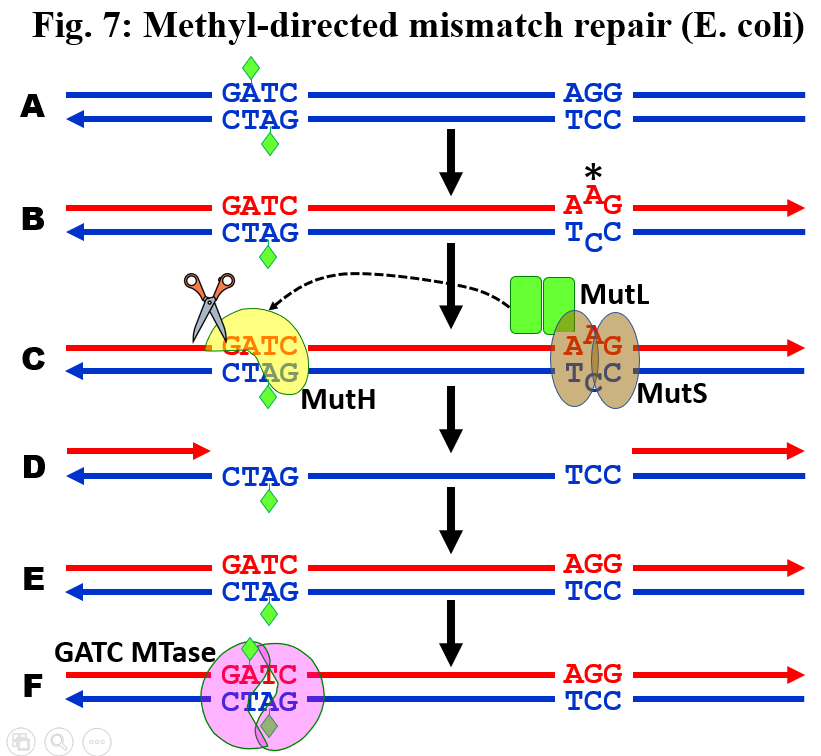 Fig. 7: Methyl-directed mismatch repair (E. coli)
A
GATC AGG
CTAG TCC
*
B
GATC AAG
CTAG TCC
MutL
C
GATC AAG
CTAG TCC
MutH MutS
D
CTAG TCC
E
GATC AGG
CTAG TCC
GATC MTase
F
GATC AGG
CTAG TCC